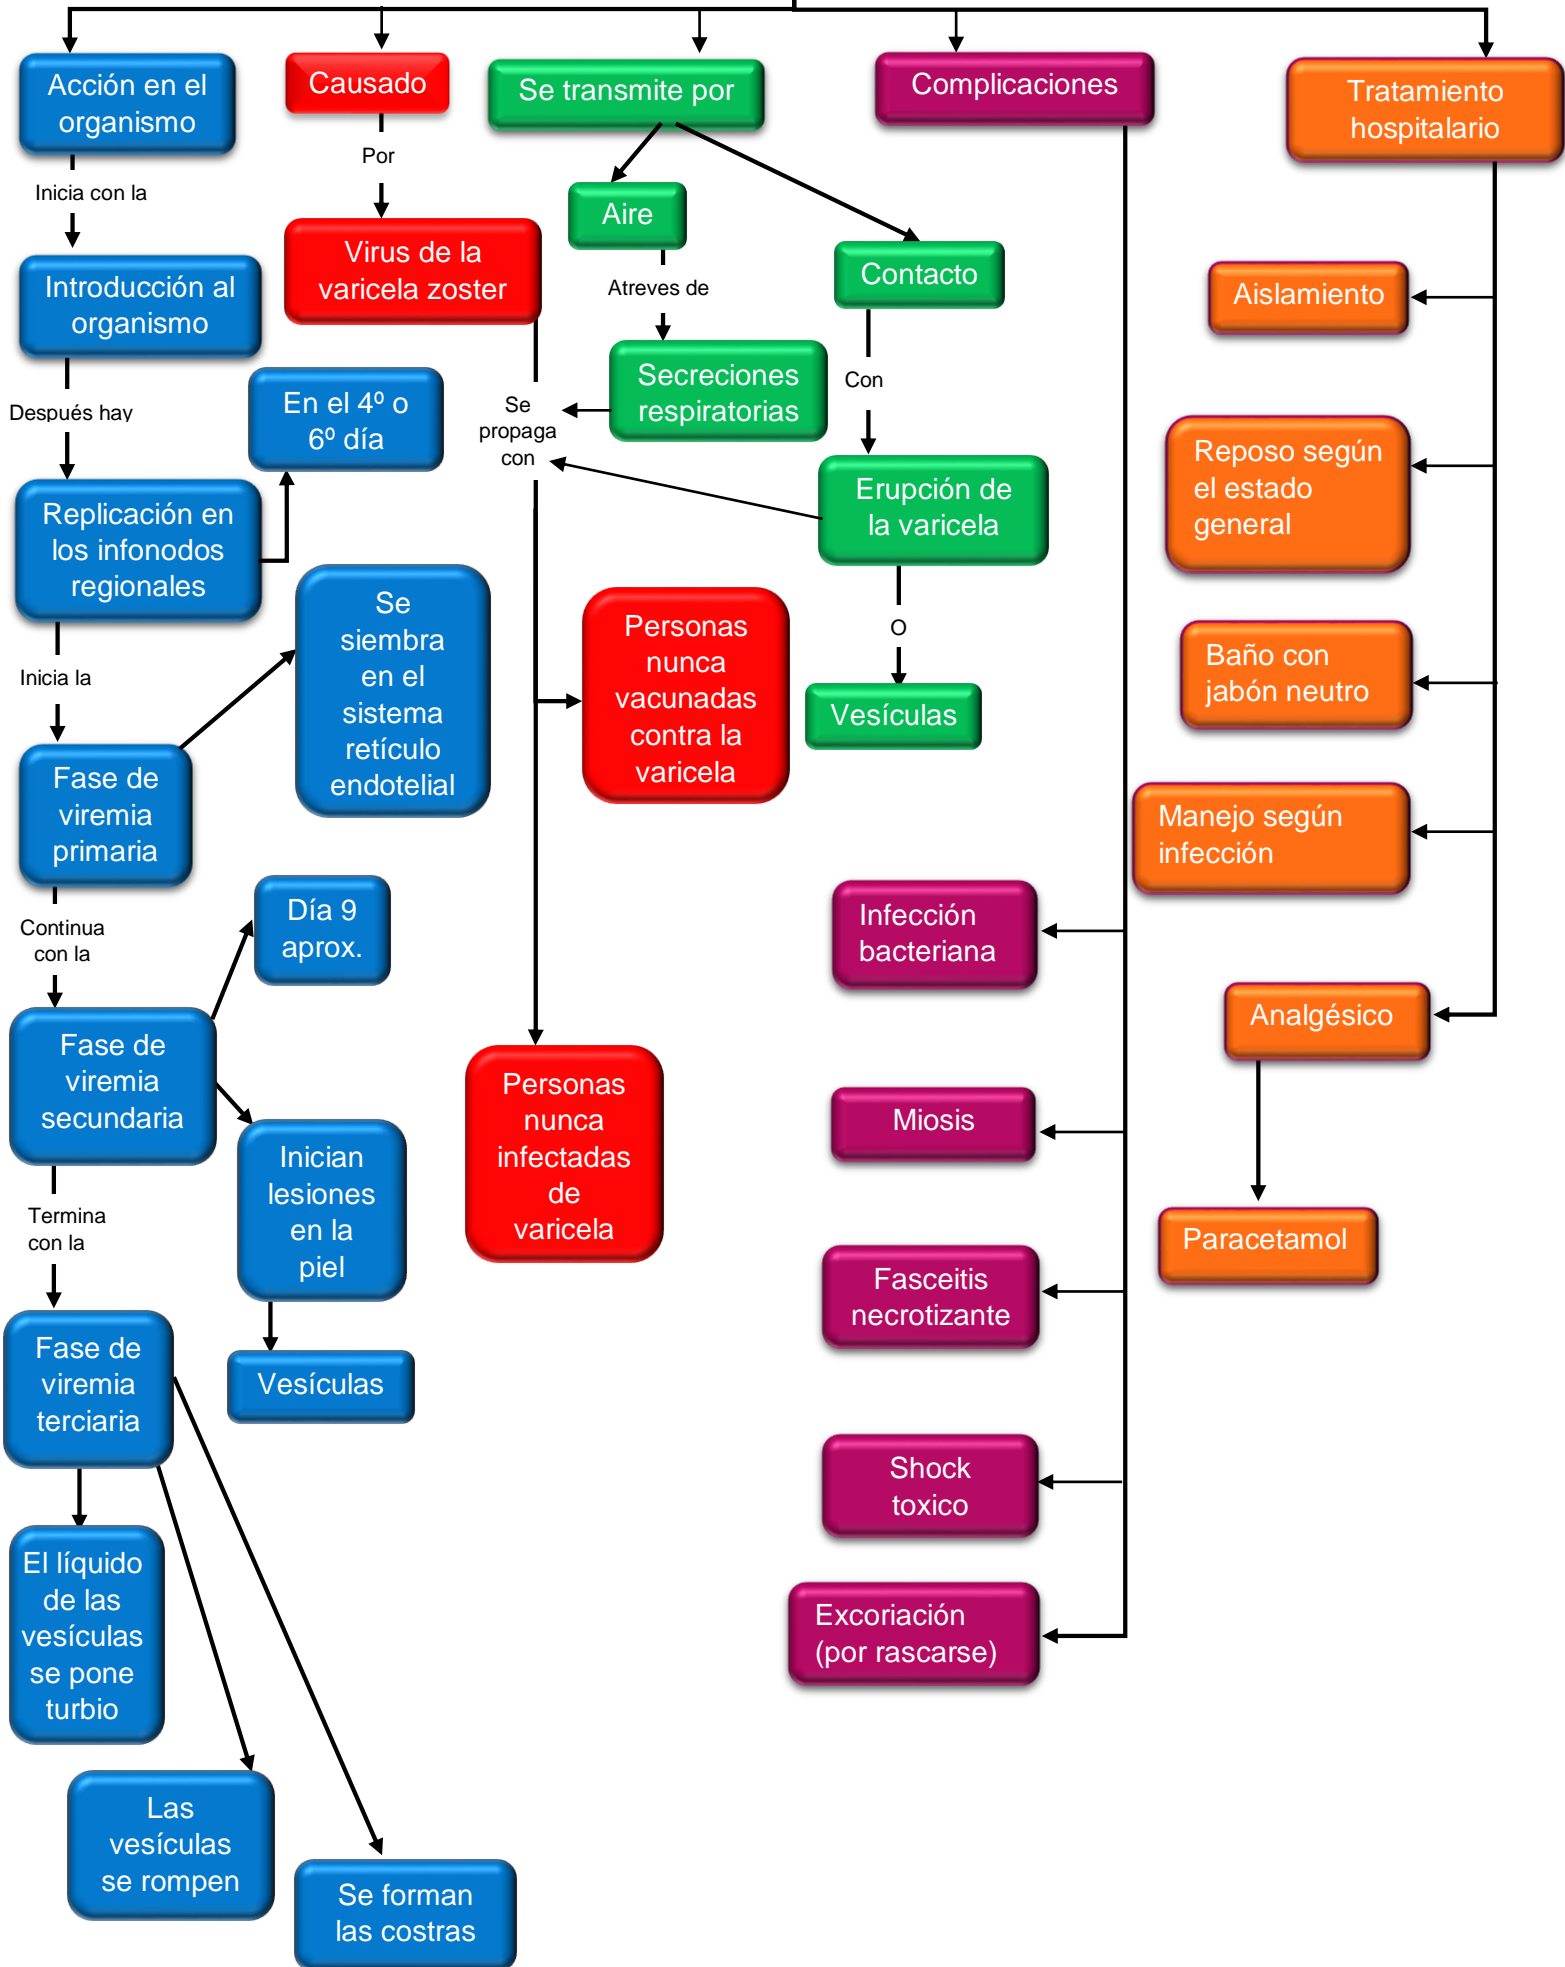 Acción en el
organismo
Inicia con la
Introducción al
organismo
Después hay
Replicación en
los infonodos
regionales
En el 4º o
6º día
Inicia la
Fase de
viremia
primaria
Se
siembra
en el
sistema
retículo
endotelial
Continua
con la
Fase de
viremia
secundaria
Día 9
aprox.
Inician
lesiones
en la
piel
Vesículas
Termina
con la
Fase de
viremia
terciaria
El líquido
de las
vesículas
se pone
turbio
Las
vesículas
se rompen
Se forman
las costras
Causado
Por
Virus de la
varicela zoster
Se
propaga
con
Personas
nunca
vacunadas
contra la
varicela
Personas
nunca
infectadas
de
varicela
Se transmite por
Aire
Atreves de
Secreciones
respiratorias
Contacto
Con
Erupción de
la varicela
O
Vesículas
Complicaciones
Infección
bacteriana
Miosis
Fasceitis
necrotizante
Shock
toxico
Excoriación
(por rascarse)
Tratamiento
hospitalario
Aislamiento
Reposo según
el estado
general
Baño con
jabón neutro
Manejo según
infección
Analgésico
Paracetamol